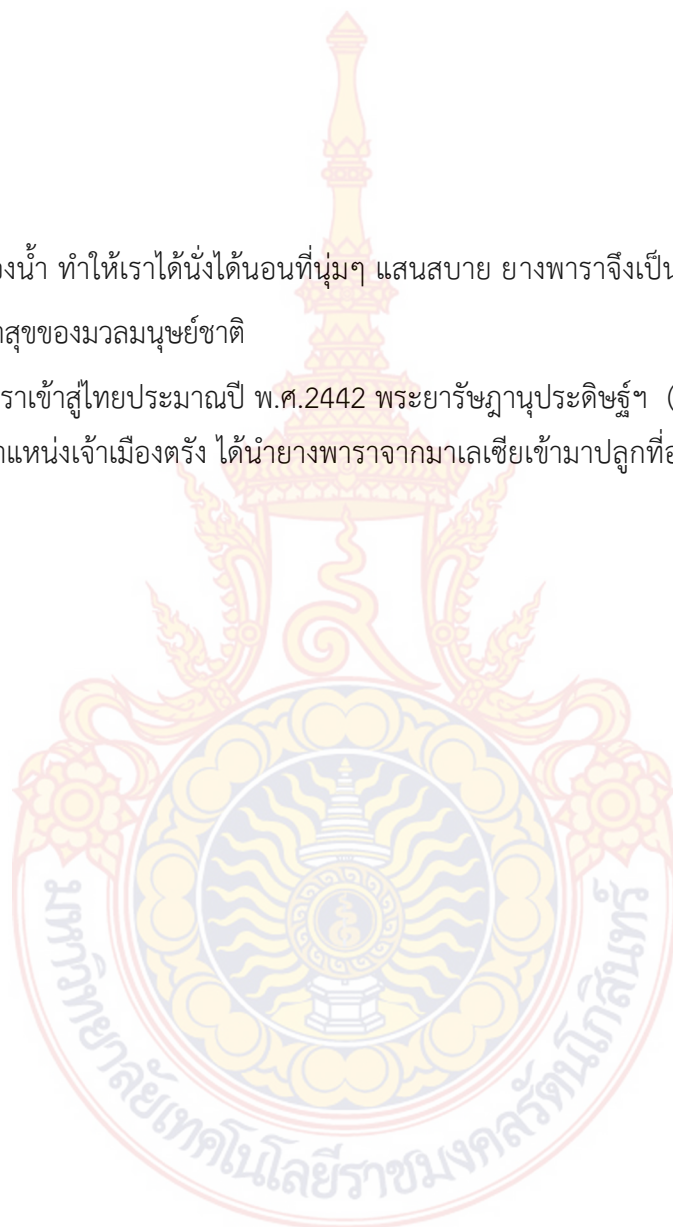 องน้ำ ทำให้เราได้นั่งได้นอนที่นุ่มๆ แสนสบาย ยางพาราจึงเป็น
าสุขของมวลมนุษย์ชาติ
ราเข้าสู่ไทยประมาณปี พ.ศ.2442 พระยารัษฎานุประดิษฐ์ฯ (
าแหน่งเจ้าเมืองตรัง ได้นำยางพาราจากมาเลเซียเข้ามาปลูกที่อ
มหาวิทยาลัยเทคโนโลยีราชมงคลรัตนโกสินทร์